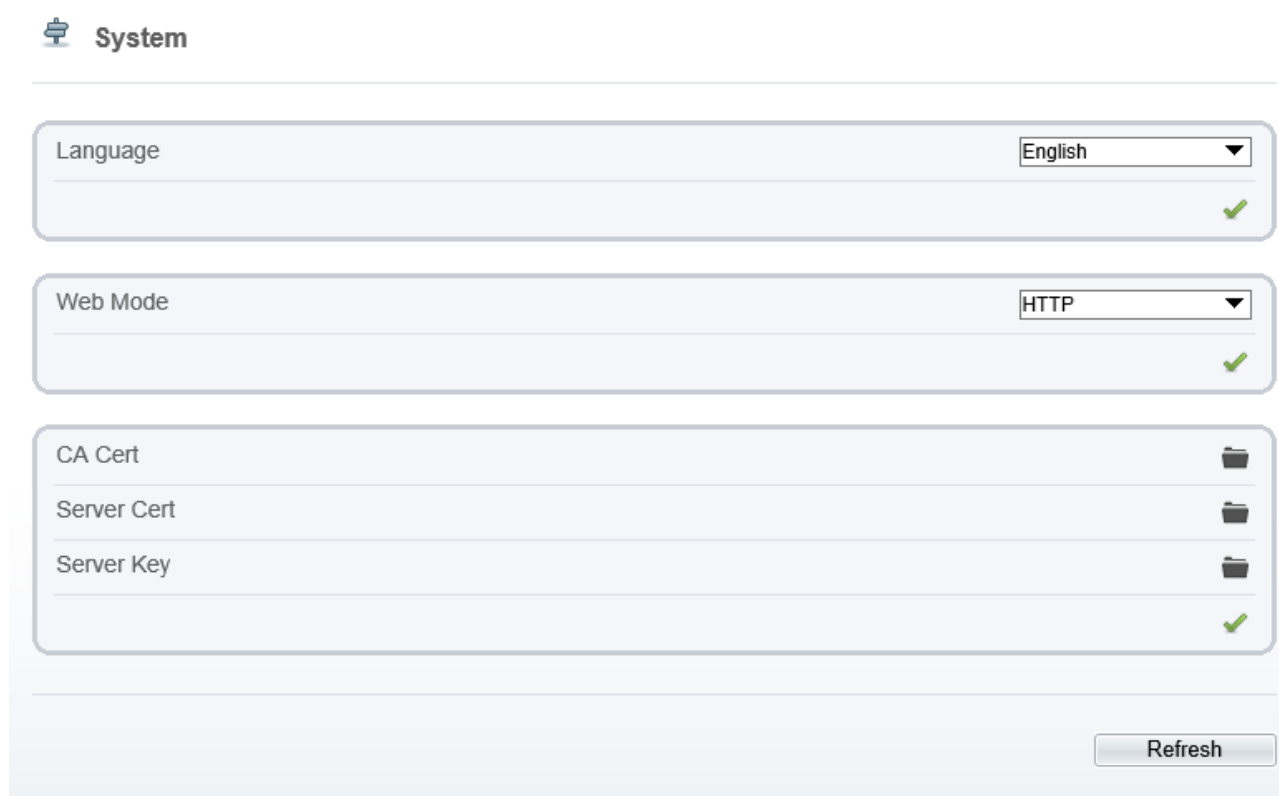 System
Language English
Web Mode HTTP
CA Cert
Server Cert
Server Key
Refresh